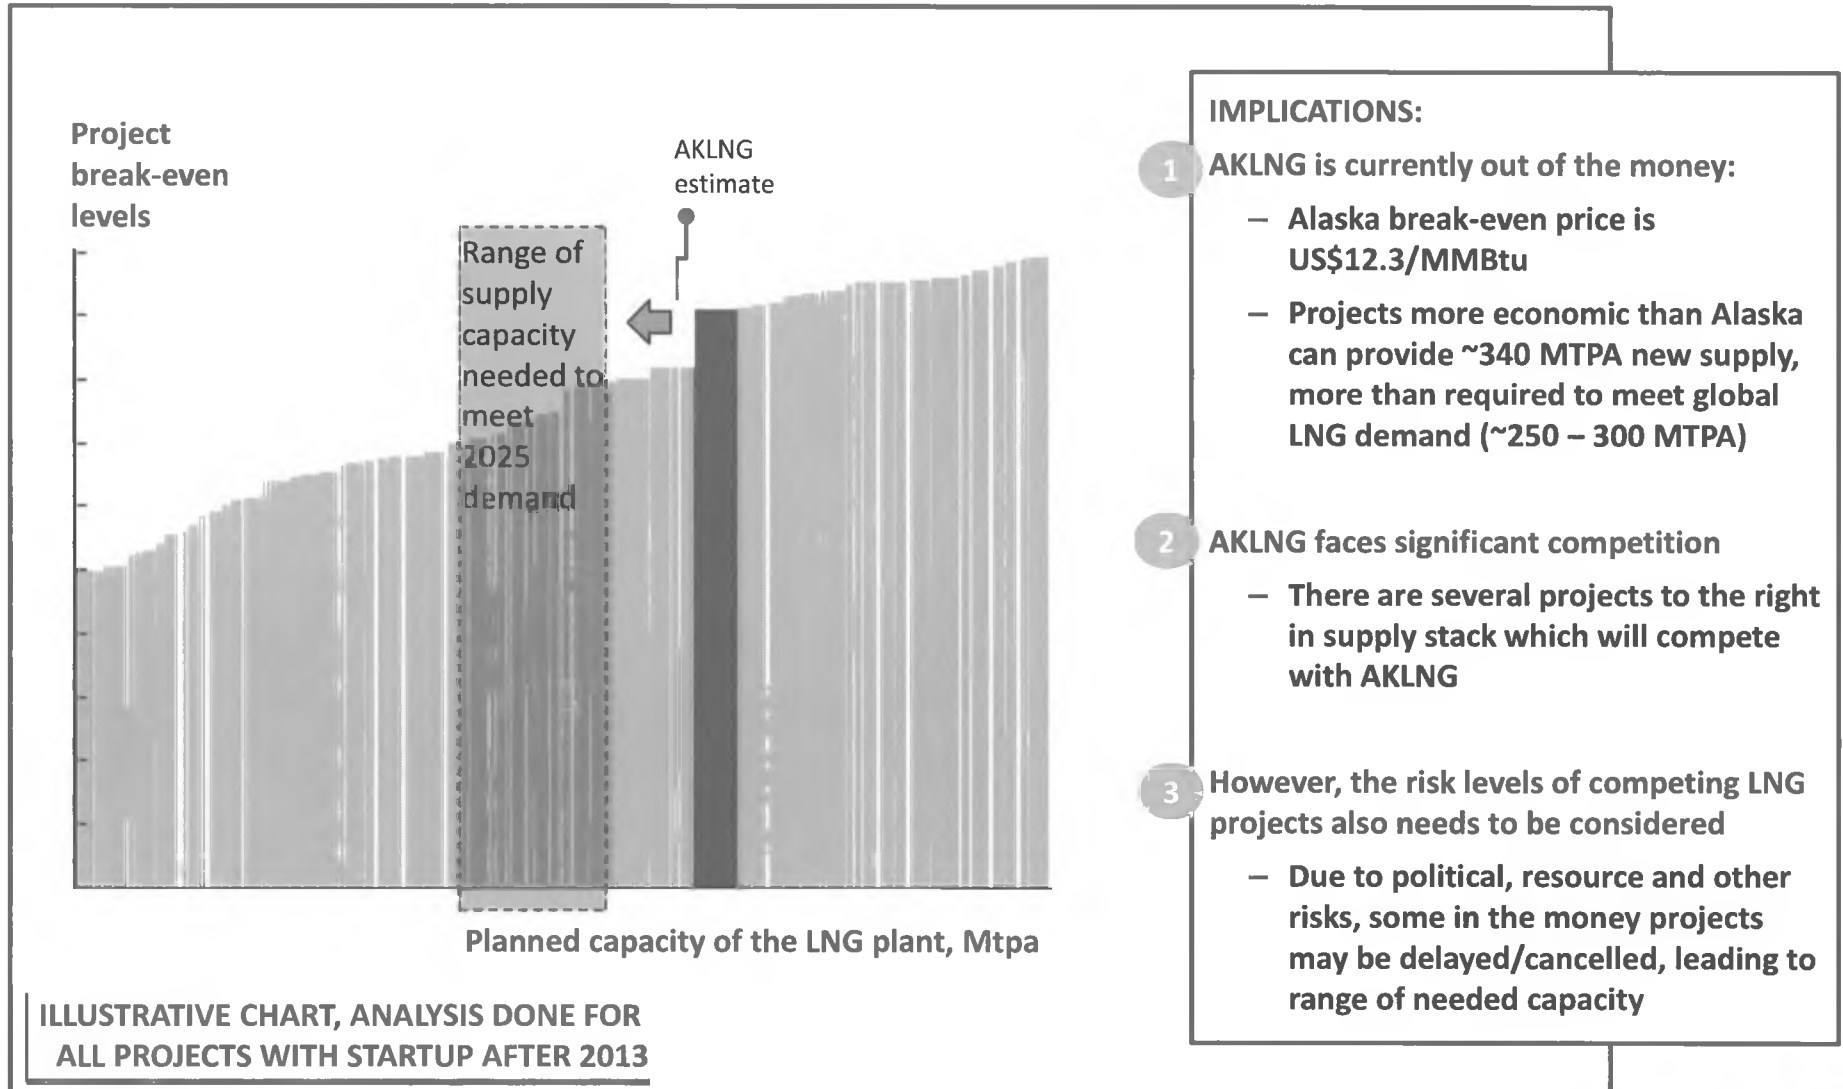 Project
break-even
levels
AKLNG
estimate
Range of
supply
capacity
needed to
meet
2025
demand
Planned capacity of the LNG plant, Mtpa
ILLUSTRATIVE CHART, ANALYSIS DONE FOR
ALL PROJECTS WITH STARTUP AFTER 2013
IMPLICATIONS:
1 AKLNG is currently out of the money:
– Alaska break-even price is
US$12.3/MMBtu
– Projects more economic than Alaska
can provide ~340 MTPA new supply,
more than required to meet global
LNG demand (~250 – 300 MTPA)
2 AKLNG faces significant competition
– There are several projects to the right
in supply stack which will compete
with AKLNG
3 However, the risk levels of competing LNG
projects also needs to be considered
– Due to political, resource and other
risks, some in the money projects
may be delayed/cancelled, leading to
range of needed capacity